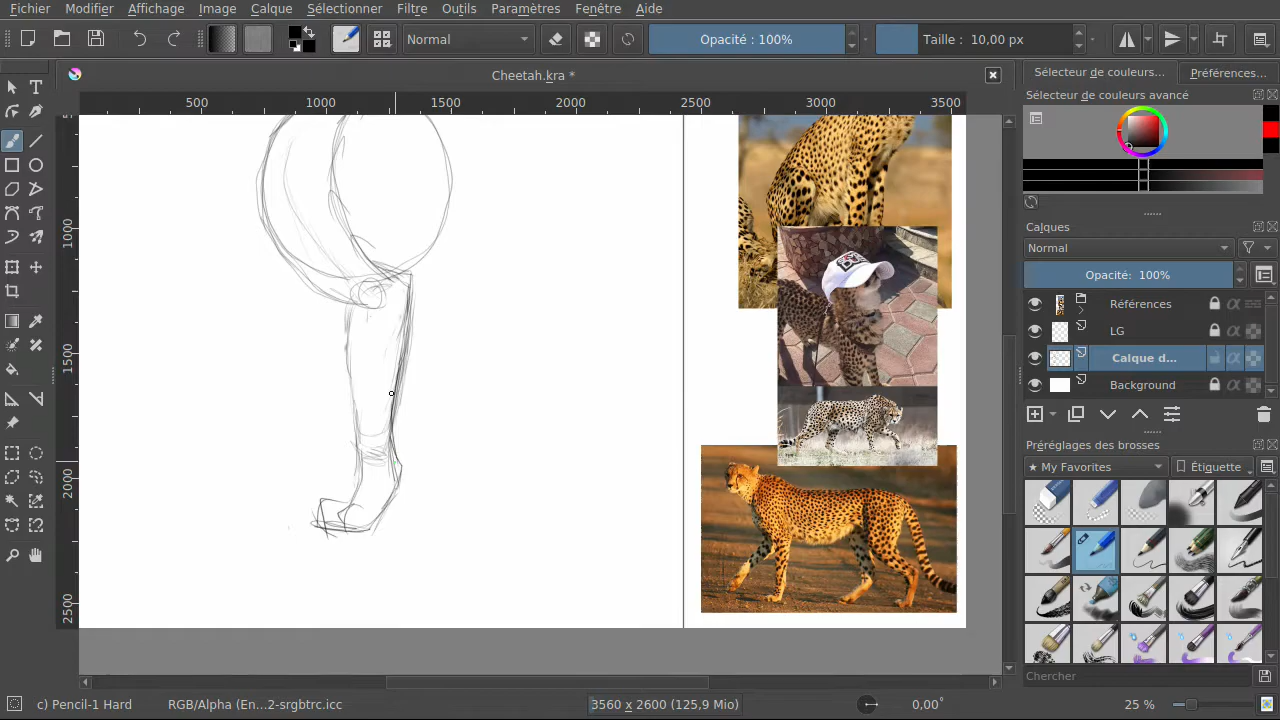 Fichier Modifier Affichage Image Calque Sélectionner Filtre Outils Paramètres Fenêtre Aide
Normal Opacité : 100% Taille : 10,00 px
Cheetah.kra *
Sélecteur de couleurs... Préférences...
Sélecteur de couleurs avancé
500 1000 1500 2000 2500 3000 3500
1000
1500
2000
2500
Calques
Normal
Opacité: 100%
Références
LG
Calque d...
Background
Préréglages des brosses
My Favorites Étiquette
Chercher
c) Pencil-1 Hard RGB/Alpha (En...2-srgbtrc.icc 3560 x 2600 (125,9 Mio) 0,00° 25 %